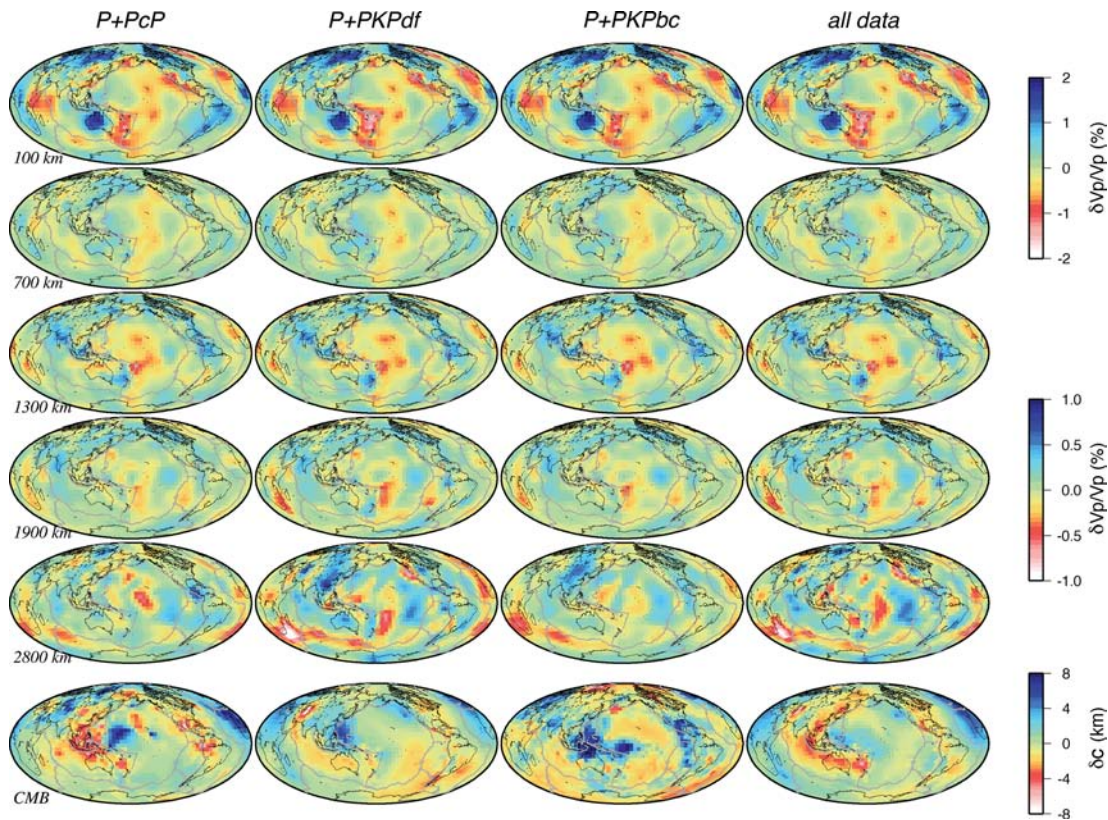 P+PcP P+PKPdf P+PKPbc all data
100 km
700 km
1300 km
1900 km
2800 km
CMB
2
1
0
-1
-2
δVp/Vp (%)
1.0
0.5
0.0
-0.5
-1.0
δVp/Vp (%)
8
4
0
-4
-8
δc (km)